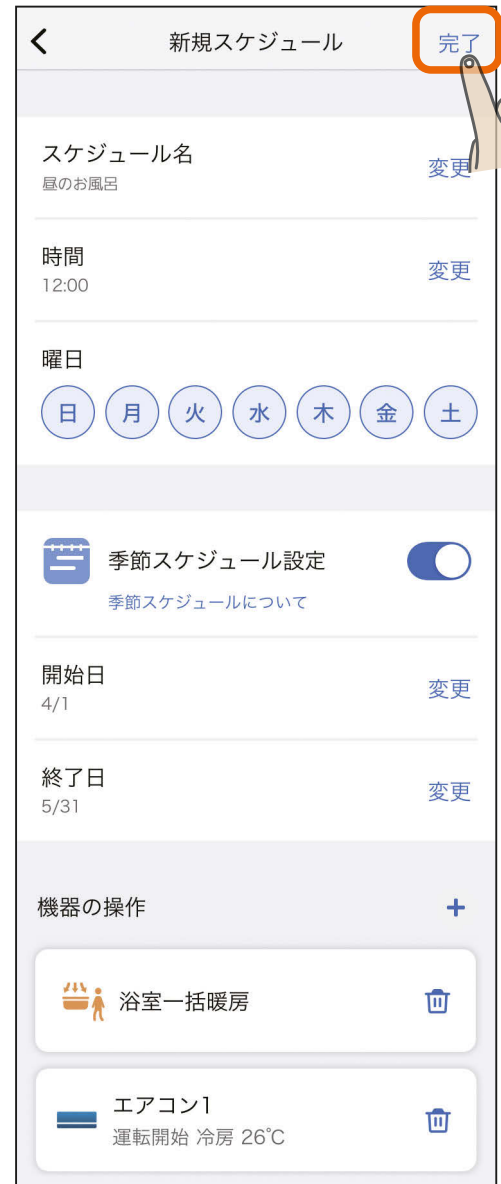 新規スケジュール 完了
スケジュール名
昼のお風呂
変更
時間
12:00
変更
曜日
日 月 火 水 木 金 土
季節スケジュール設定
季節スケジュールについて
開始日
4/1
変更
終了日
5/31
変更
機器の操作 +
浴室一括暖房
エアコン1
運転開始 冷房 26℃